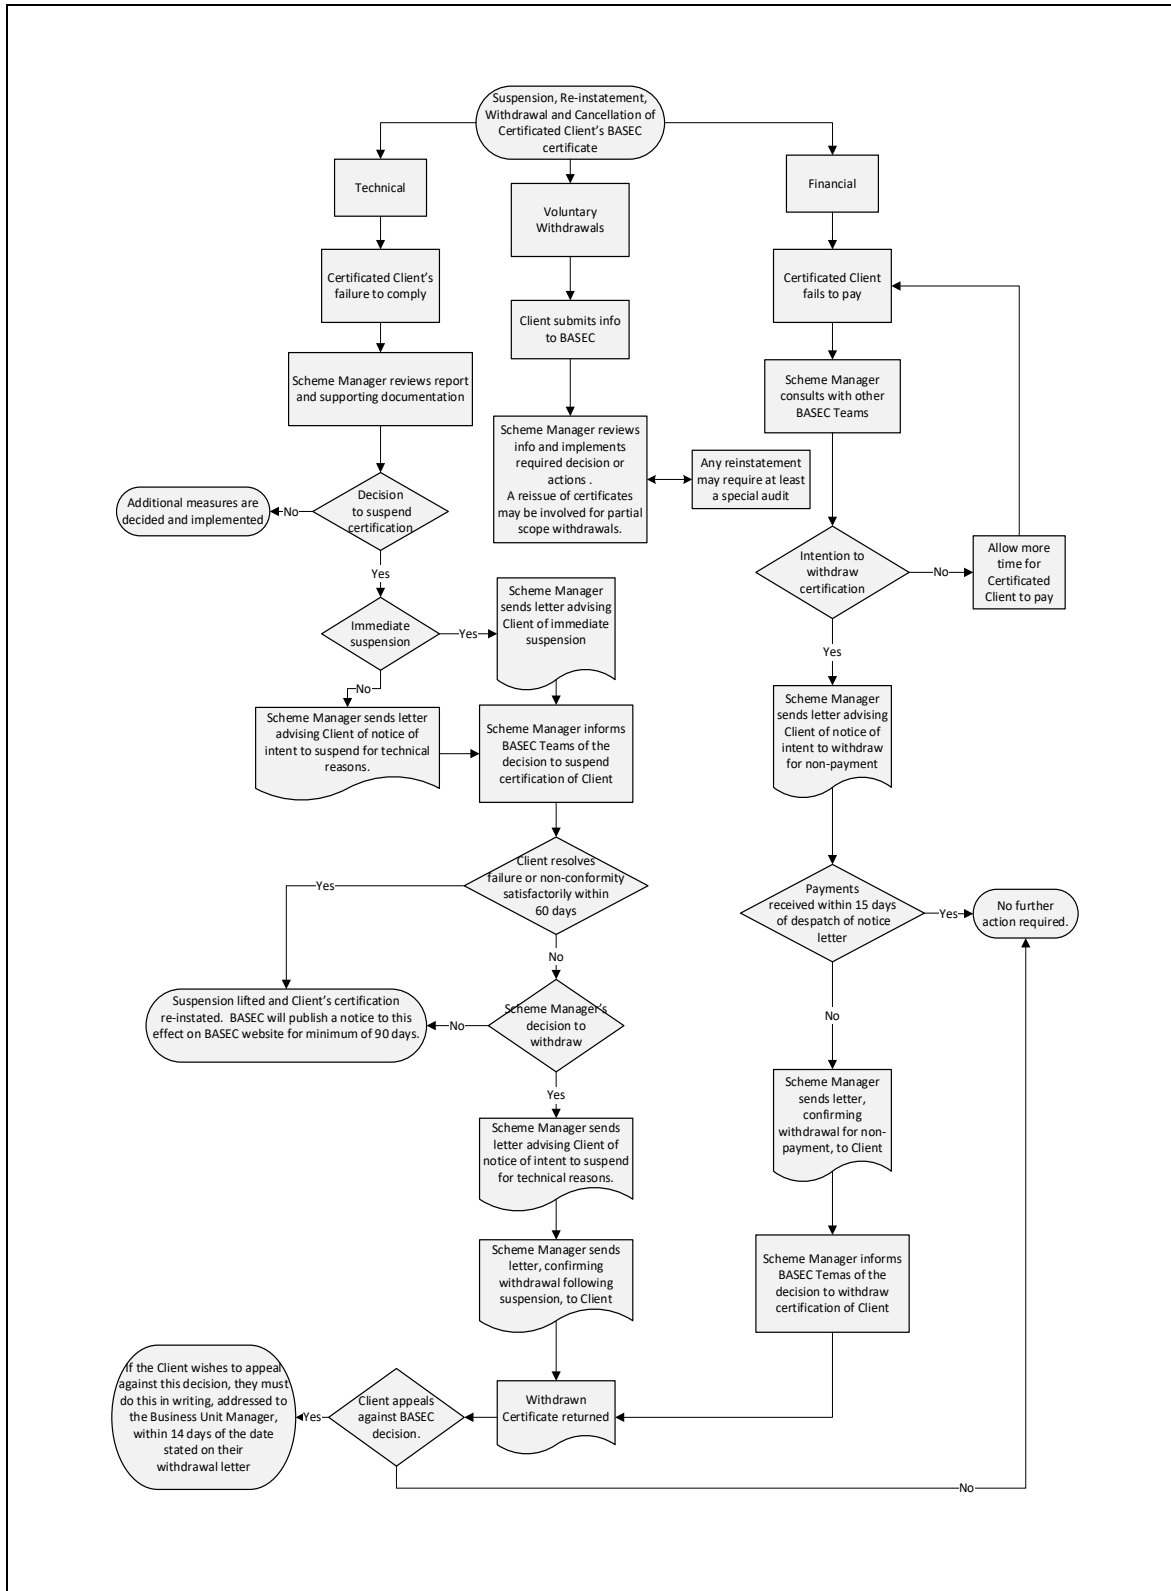 Suspension, Re-instatement,
Withdrawal and Cancellation of
Certificated Client's BASEC
certificate
Technical
Voluntary
Withdrawals
Financial
Certificated Client's
failure to comply
Client submits info
to BASEC
Certificated Client
fails to pay
Scheme Manager reviews report
and supporting documentation
Scheme Manager
consults with other
BASEC Teams
Scheme Manager reviews
info and implements
required decision or
actions .
A reissue of certificates
may be involved for partial
scope withdrawals.
Any reinstatement
may require at least
a special audit
Additional measures are
decided and implemented
No
Decision
to suspend
certification
Yes
Intention to
withdraw
certification
No
Allow more
time for
Certificated
Client to pay
Yes
Immediate
suspension
Yes
Scheme Manager
sends letter advising
Client of immediate
suspension
No
Scheme Manager sends letter
advising Client of notice of
intent to suspend for technical
reasons.
Scheme Manager informs
BASEC Teams of the
decision to suspend
certification of Client
Scheme Manager
sends letter advising
Client of notice of
intent to withdraw
for non-payment
Client resolves
failure or non-conformity
satisfactorily within
60 days
Yes
No
Payments
received within 15 days
of despatch of notice
letter
Yes
No further
action required.
No
Suspension lifted and Client's certification
re-instated.  BASEC will publish a notice to this
effect on BASEC website for minimum of 90 days.
No
Scheme Manager's
decision to
withdraw
Yes
Scheme Manager
sends letter,
confirming
withdrawal for non-
payment, to Client
Scheme Manager sends
letter advising Client of
notice of intent to suspend
for technical reasons.
Scheme Manager sends
letter, confirming
withdrawal following
suspension, to Client
Scheme Manager informs
BASEC Temas of the
decision to withdraw
certification of Client
If the Client wishes to appeal
against this decision, they must
do this in writing, addressed to
the Business Unit Manager,
within 14 days of the date
stated on their
withdrawal letter
Yes
Client appeals
against BASEC
decision.
Withdrawn
Certificate returned
No